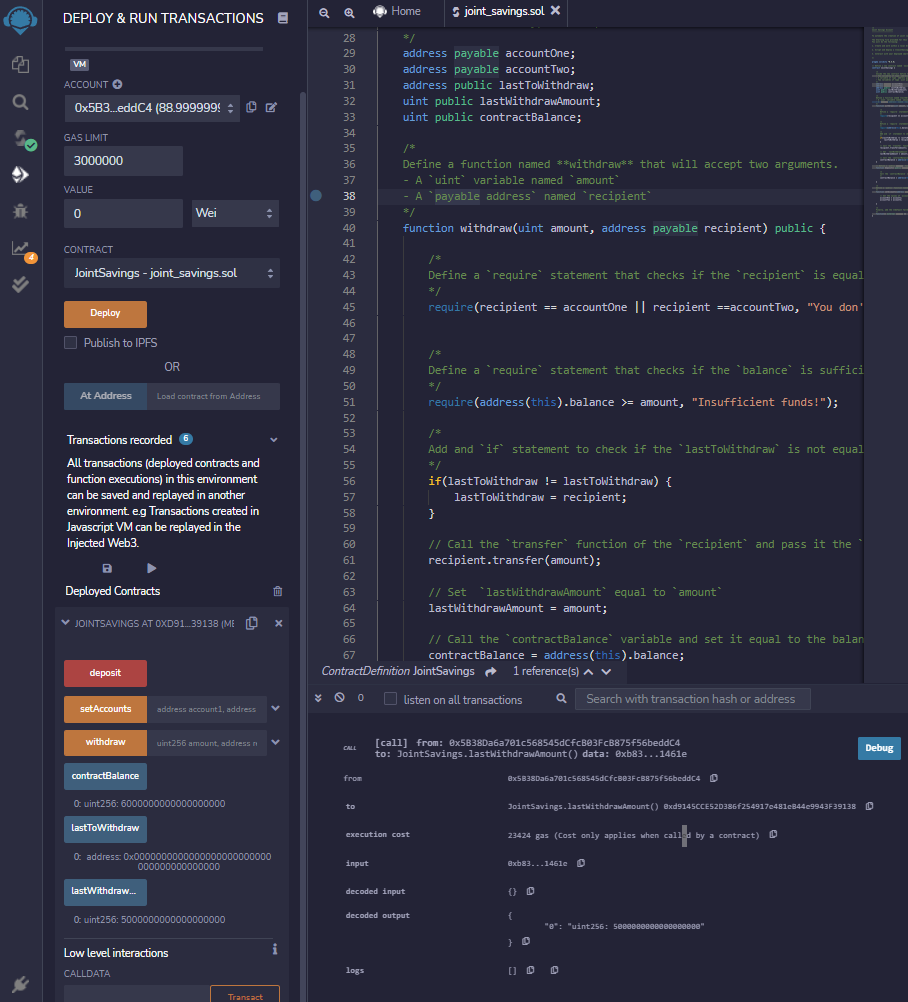 DEPLOY & RUN TRANSACTIONS
VM
ACCOUNT
0x5B3...eddC4 (88.9999999
GAS LIMIT
3000000
VALUE
0
Wei
CONTRACT
JointSavings - joint_savings.sol
Deploy
Publish to IPFS
OR
At Address
Load contract from Address
Transactions recorded 6
All transactions (deployed contracts and
function executions) in this environment
can be saved and replayed in another
environment. e.g Transactions created in
Javascript VM can be replayed in the
Injected Web3.
Deployed Contracts
JOINTSAVINGS AT 0XD91...39138 (ME
deposit
setAccounts
address account1, address
withdraw
uint256 amount, address r
contractBalance
0: uint256: 6000000000000000000
lastToWithdraw
0: address: 0x0000000000000000000000000
000000000000000
lastWithdraw...
0: uint256: 5000000000000000000
Low level interactions
CALLDATA
Transact
4
Home
joint_savings.sol
28 */
29 address payable accountOne;
30 address payable accountTwo;
31 address public lastToWithdraw;
32 uint public lastWithdrawAmount;
33 uint public contractBalance;
34
35 /*
36 Define a function named **withdraw** that will accept two arguments.
37 - A `uint` variable named `amount`
38 - A `payable address` named `recipient`
39 */
40 function withdraw(uint amount, address payable recipient) public {
41
42 /*
43 Define a `require` statement that checks if the `recipient` is equal
44 */
45 require(recipient == accountOne || recipient ==accountTwo, "You don'
46
47
48 /*
49 Define a `require` statement that checks if the `balance` is suffici
50 */
51 require(address(this).balance >= amount, "Insufficient funds!");
52
53 /*
54 Add and `if` statement to check if the `lastToWithdraw` is not equal
55 */
56 if(lastToWithdraw != lastToWithdraw) {
57 lastToWithdraw = recipient;
58 }
59
60 // Call the `transfer` function of the `recipient` and pass it the `
61 recipient.transfer(amount);
62
63 // Set  `lastWithdrawAmount` equal to `amount`
64 lastWithdrawAmount = amount;
65
66 // Call the `contractBalance` variable and set it equal to the balan
67 contractBalance = address(this).balance;
ContractDefinition JointSavings 1 reference(s)
0
listen on all transactions
Search with transaction hash or address
CALL
[call] from: 0x5B38Da6a701c568545dCfcB03FcB875f56beddC4
to: JointSavings.lastWithdrawAmount() data: 0xb83...1461e
Debug
from 0x5B38Da6a701c568545dCfcB03FcB875f56beddC4
to JointSavings.lastWithdrawAmount() 0xd9145CCE52D386f254917e481eB44e9943F39138
execution cost 23424 gas (Cost only applies when called by a contract)
input 0xb83...1461e
decoded input {}
decoded output {
"0": "uint256: 5000000000000000000"
}
logs []